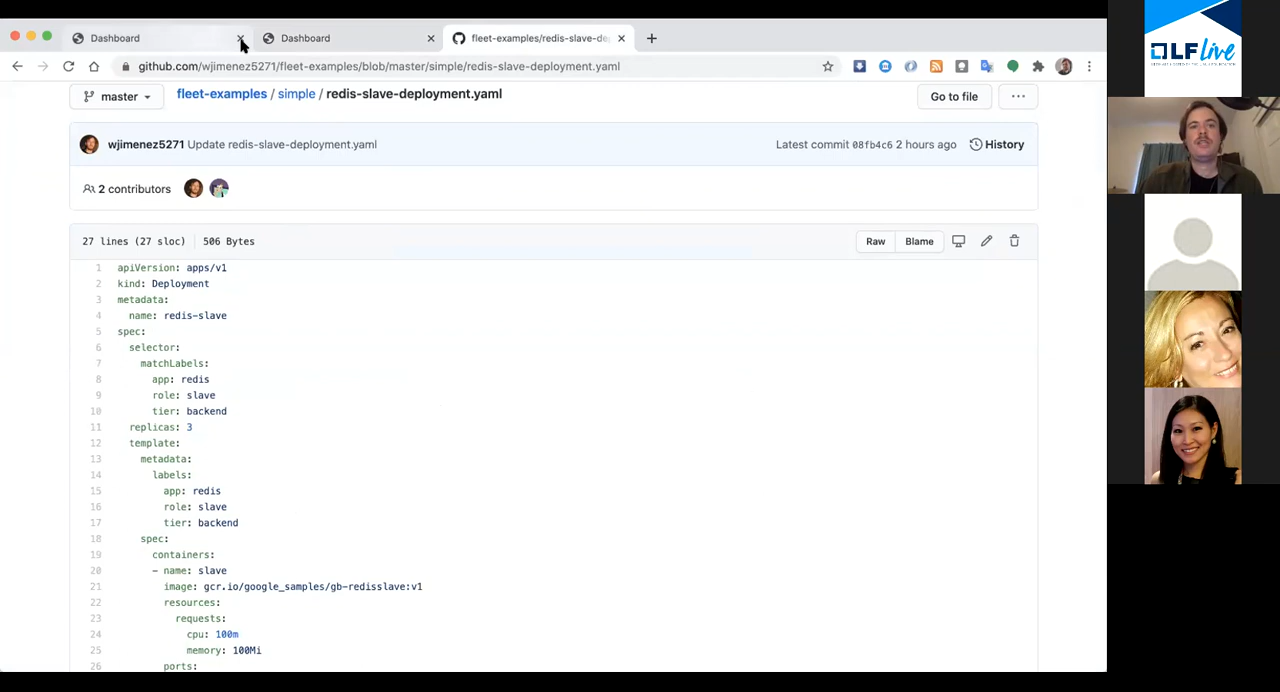 Dashboard
Dashboard
fleet-examples/redis-slave-de
github.com/wjimenez5271/fleet-examples/blob/master/simple/redis-slave-deployment.yaml
master
fleet-examples / simple / redis-slave-deployment.yaml
Go to file
wjimenez5271 Update redis-slave-deployment.yaml
Latest commit 08fb4c6 2 hours ago
History
2 contributors
27 lines (27 sloc)
506 Bytes
Raw
Blame
1 apiVersion: apps/v1
2 kind: Deployment
3 metadata:
4 name: redis-slave
5 spec:
6 selector:
7 matchLabels:
8 app: redis
9 role: slave
10 tier: backend
11 replicas: 3
12 template:
13 metadata:
14 labels:
15 app: redis
16 role: slave
17 tier: backend
18 spec:
19 containers:
20 - name: slave
21 image: gcr.io/google_samples/gb-redisslave:v1
22 resources:
23 requests:
24 cpu: 100m
25 memory: 100Mi
26 ports:
LF Live